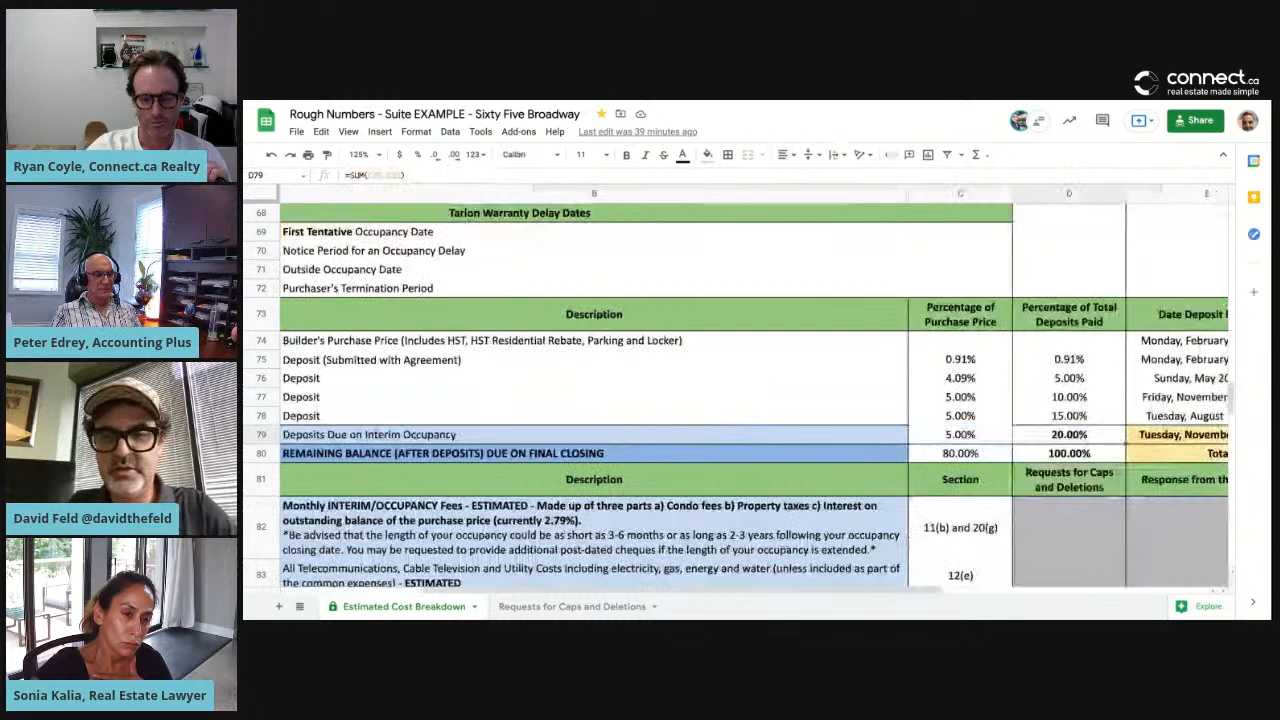 connect.ca
real estate made simple
Ryan Coyle, Connect.ca Realty
Peter Edrey, Accounting Plus
David Feld @davidthefeld
Sonia Kalia, Real Estate Lawyer
Rough Numbers - Suite EXAMPLE - Sixty Five Broadway
File Edit View Insert Format Data Tools Add-ons Help Last edit was 39 minutes ago
Share
125% $ % .0 .00 123 Calibri 11 B I S A
D79 fx =SUM(
B C D E
68 Tarion Warranty Delay Dates
69 First Tentative Occupancy Date
70 Notice Period for an Occupancy Delay
71 Outside Occupancy Date
72 Purchaser's Termination Period
73 Description Percentage of Purchase Price Percentage of Total Deposits Paid Date Deposit
74 Builder's Purchase Price (Includes HST, HST Residential Rebate, Parking and Locker) Monday, February
75 Deposit (Submitted with Agreement) 0.91% 0.91% Monday, February
76 Deposit 4.09% 5.00% Sunday, May 20
77 Deposit 5.00% 10.00% Friday, November
78 Deposit 5.00% 15.00% Tuesday, August
79 Deposits Due on Interim Occupancy 5.00% 20.00% Tuesday, Novembe
80 REMAINING BALANCE (AFTER DEPOSITS) DUE ON FINAL CLOSING 80.00% 100.00% Tota
81 Description Section Requests for Caps and Deletions Response from th
82 Monthly INTERIM/OCCUPANCY Fees - ESTIMATED - Made up of three parts a) Condo fees b) Property taxes c) Interest on
outstanding balance of the purchase price (currently 2.79%).
*Be advised that the length of your occupancy could be as short as 3-6 months or as long as 2-3 years following your occupancy
closing date. You may be requested to provide additional post-dated cheques if the length of your occupancy is extended.*
11(b) and 20(g)
83 All Telecommunications, Cable Television and Utility Costs including electricity, gas, energy and water (unless included as part of
the common expenses) - ESTIMATED
12(e)
Estimated Cost Breakdown Requests for Caps and Deletions Explore